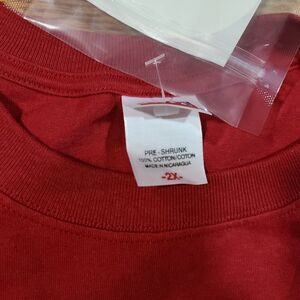 PRE-SHRUNK
100% COTTON/COTON
MADE IN NICARAGUA
-2X-